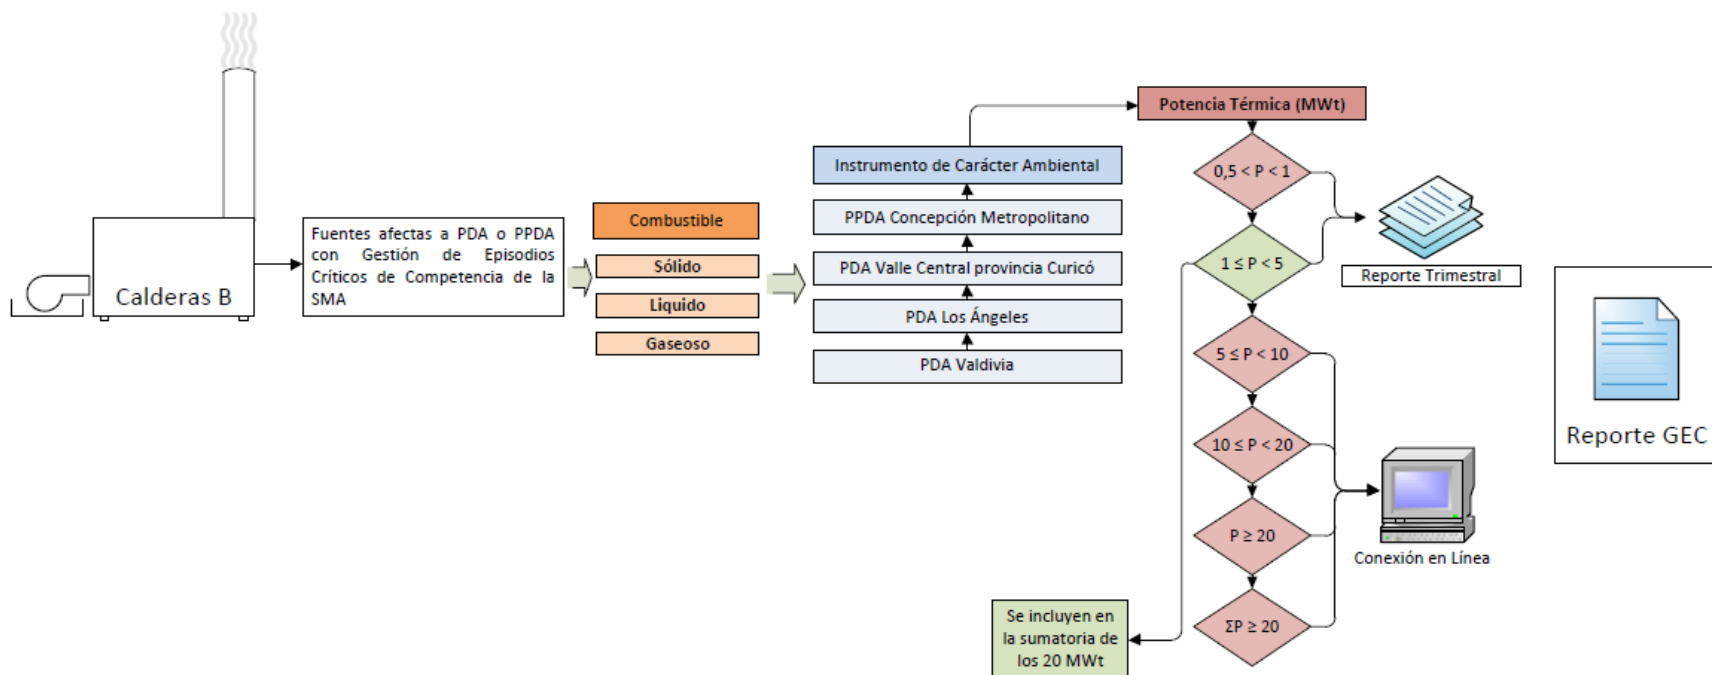 Calderas B
Fuentes afectas a PDA o PPDA
con Gestión de Episodios
Críticos de Competencia de la
SMA
Combustible
Sólido
Liquido
Gaseoso
Instrumento de Carácter Ambiental
PPDA Concepción Metropolitano
PDA Valle Central provincia Curicó
PDA Los Ángeles
PDA Valdivia
Potencia Térmica (MWt)
0,5 < P < 1
1 ≤ P < 5
5 ≤ P < 10
10 ≤ P < 20
P ≥ 20
ΣP ≥ 20
Se incluyen en
la sumatoria de
los 20 MWt
Reporte Trimestral
Conexión en Línea
Reporte GEC